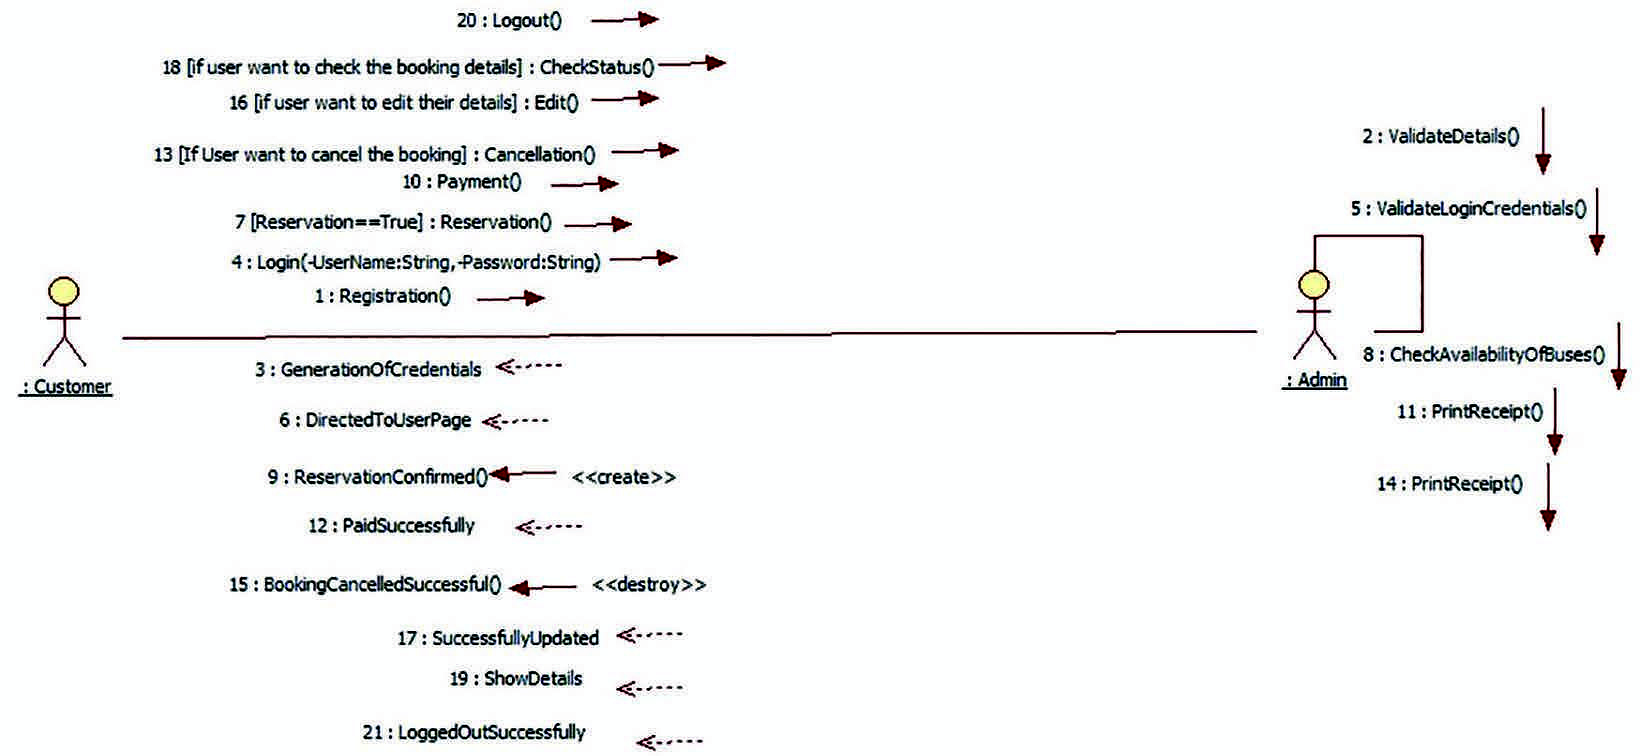 20 : Logout()
18 [if user want to check the booking details] : CheckStatus()
16 [if user want to edit their details] : Edit()
13 [If User want to cancel the booking] : Cancellation()
10 : Payment()
7 [Reservation==True] : Reservation()
4 : Login(-UserName:String,-Password:String)
1 : Registration()
: Customer
3 : GenerationOfCredentials
6 : DirectedToUserPage
9 : ReservationConfirmed() <<create>>
12 : PaidSuccessfully
15 : BookingCancelledSuccessful() <<destroy>>
17 : SuccessfullyUpdated
19 : ShowDetails
21 : LoggedOutSuccessfully
2 : ValidateDetails()
5 : ValidateLoginCredentials()
: Admin
8 : CheckAvailabilityOfBuses()
11 : PrintReceipt()
14 : PrintReceipt()